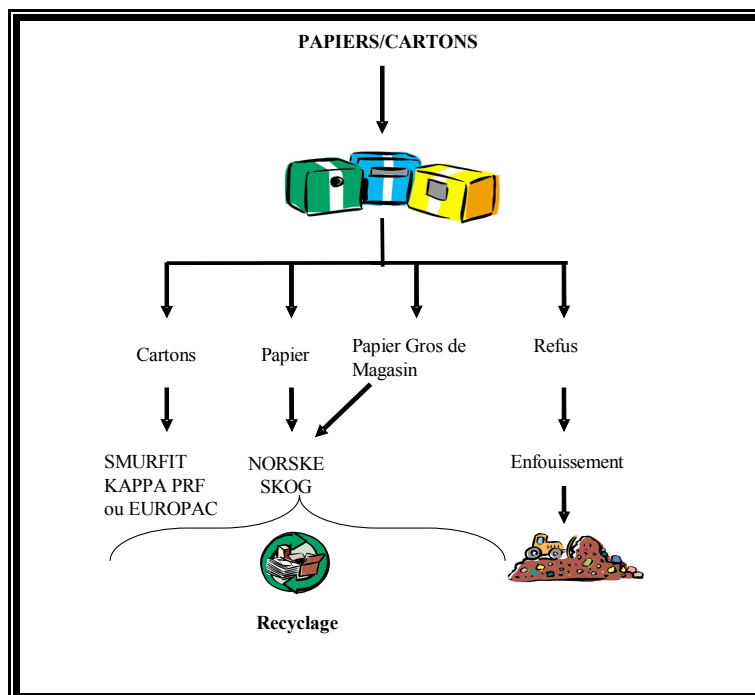 PAPIERS/CARTONS
Cartons
Papier
Papier Gros de
Magasin
Refus
SMURFIT
KAPPA PRF
ou EUROPAC
NORSKE
SKOG
Enfouissement
Recyclage